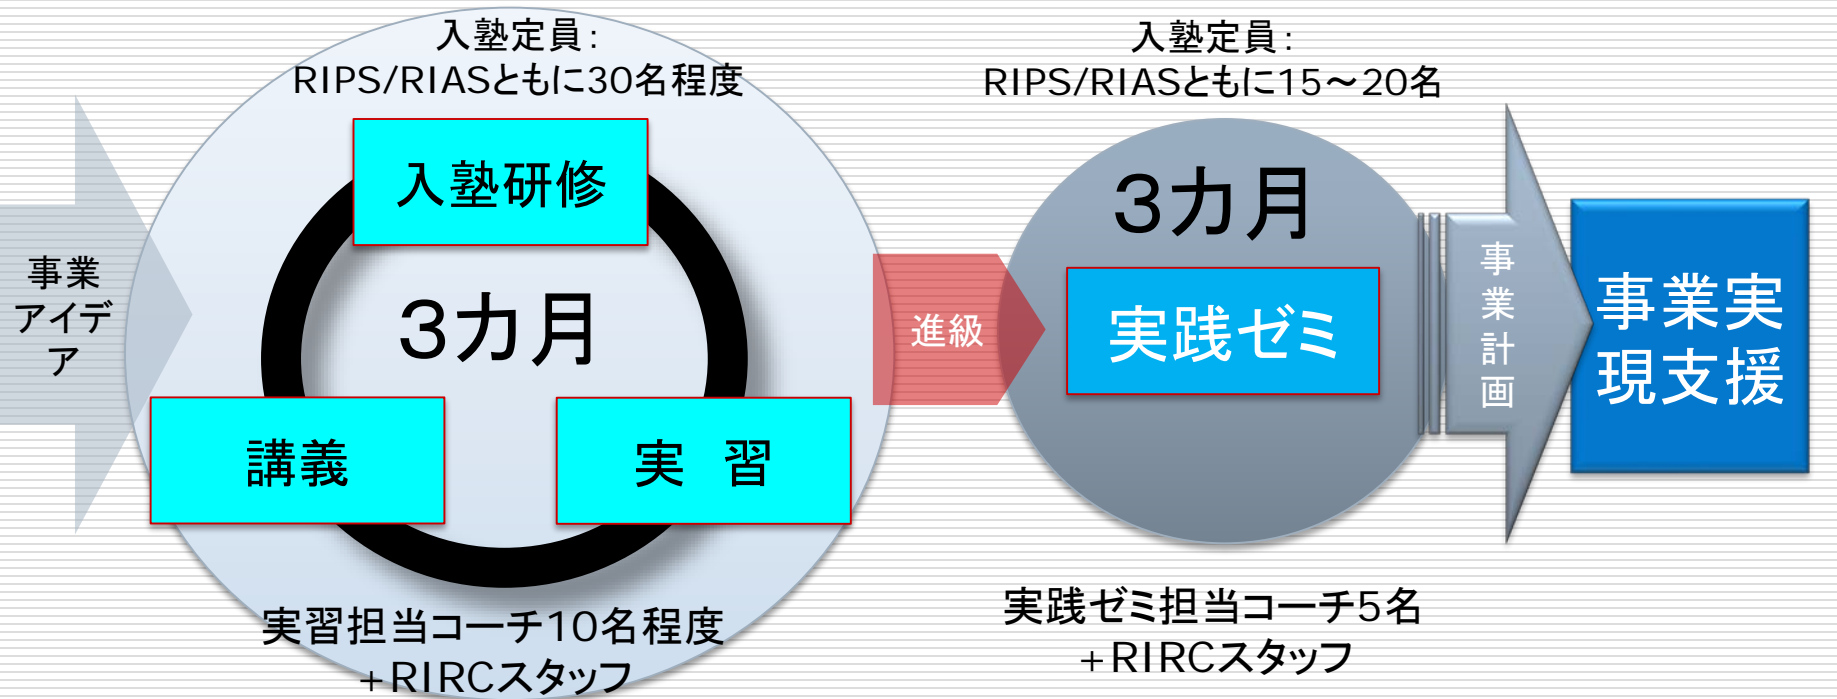 入塾定員：
RIPS/RIASともに30名程度
入塾研修
3カ月
講義
実　習
実習担当コーチ10名程度
+RIRCスタッフ
事業
アイデ
ア
進級
入塾定員：
RIPS/RIASともに15～20名
3カ月
実践ゼミ
実践ゼミ担当コーチ5名
+RIRCスタッフ
事
業
計
画
事業実
現支援